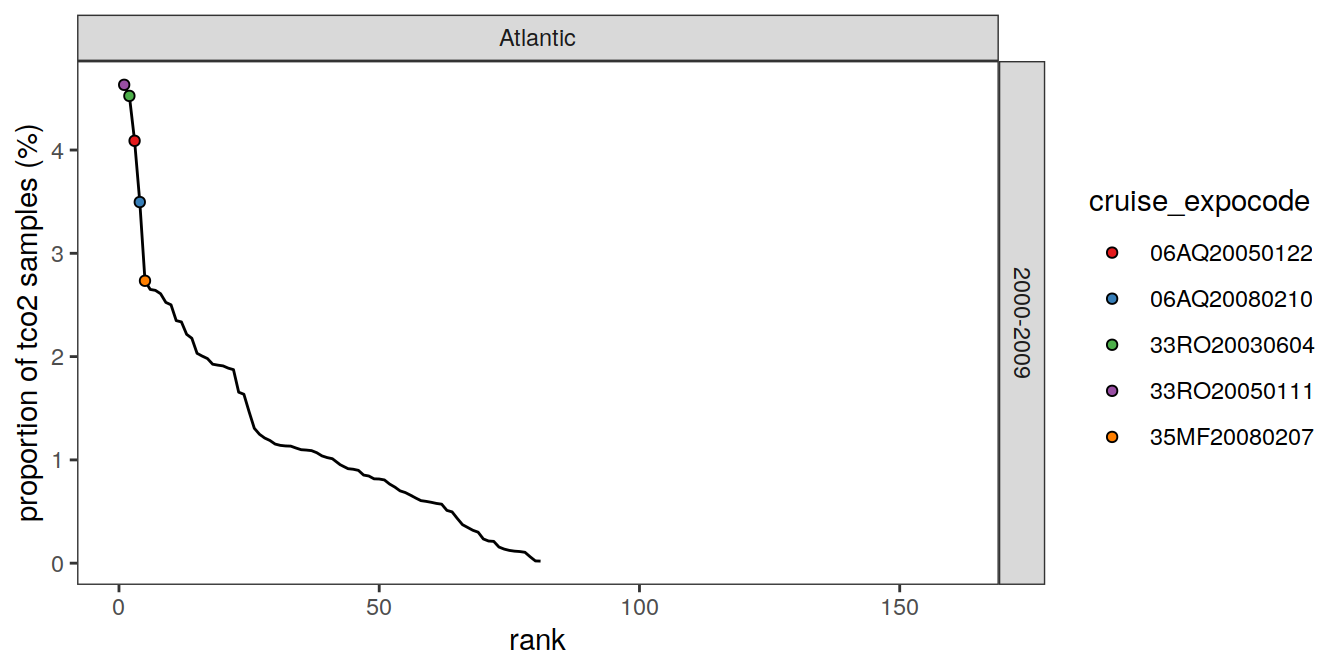 Atlantic
proportion of tco2 samples (%)
4
3
2
1
0
0 50 100 150
rank
2000-2009
cruise_expocode
06AQ20050122
06AQ20080210
33RO20030604
33RO20050111
35MF20080207